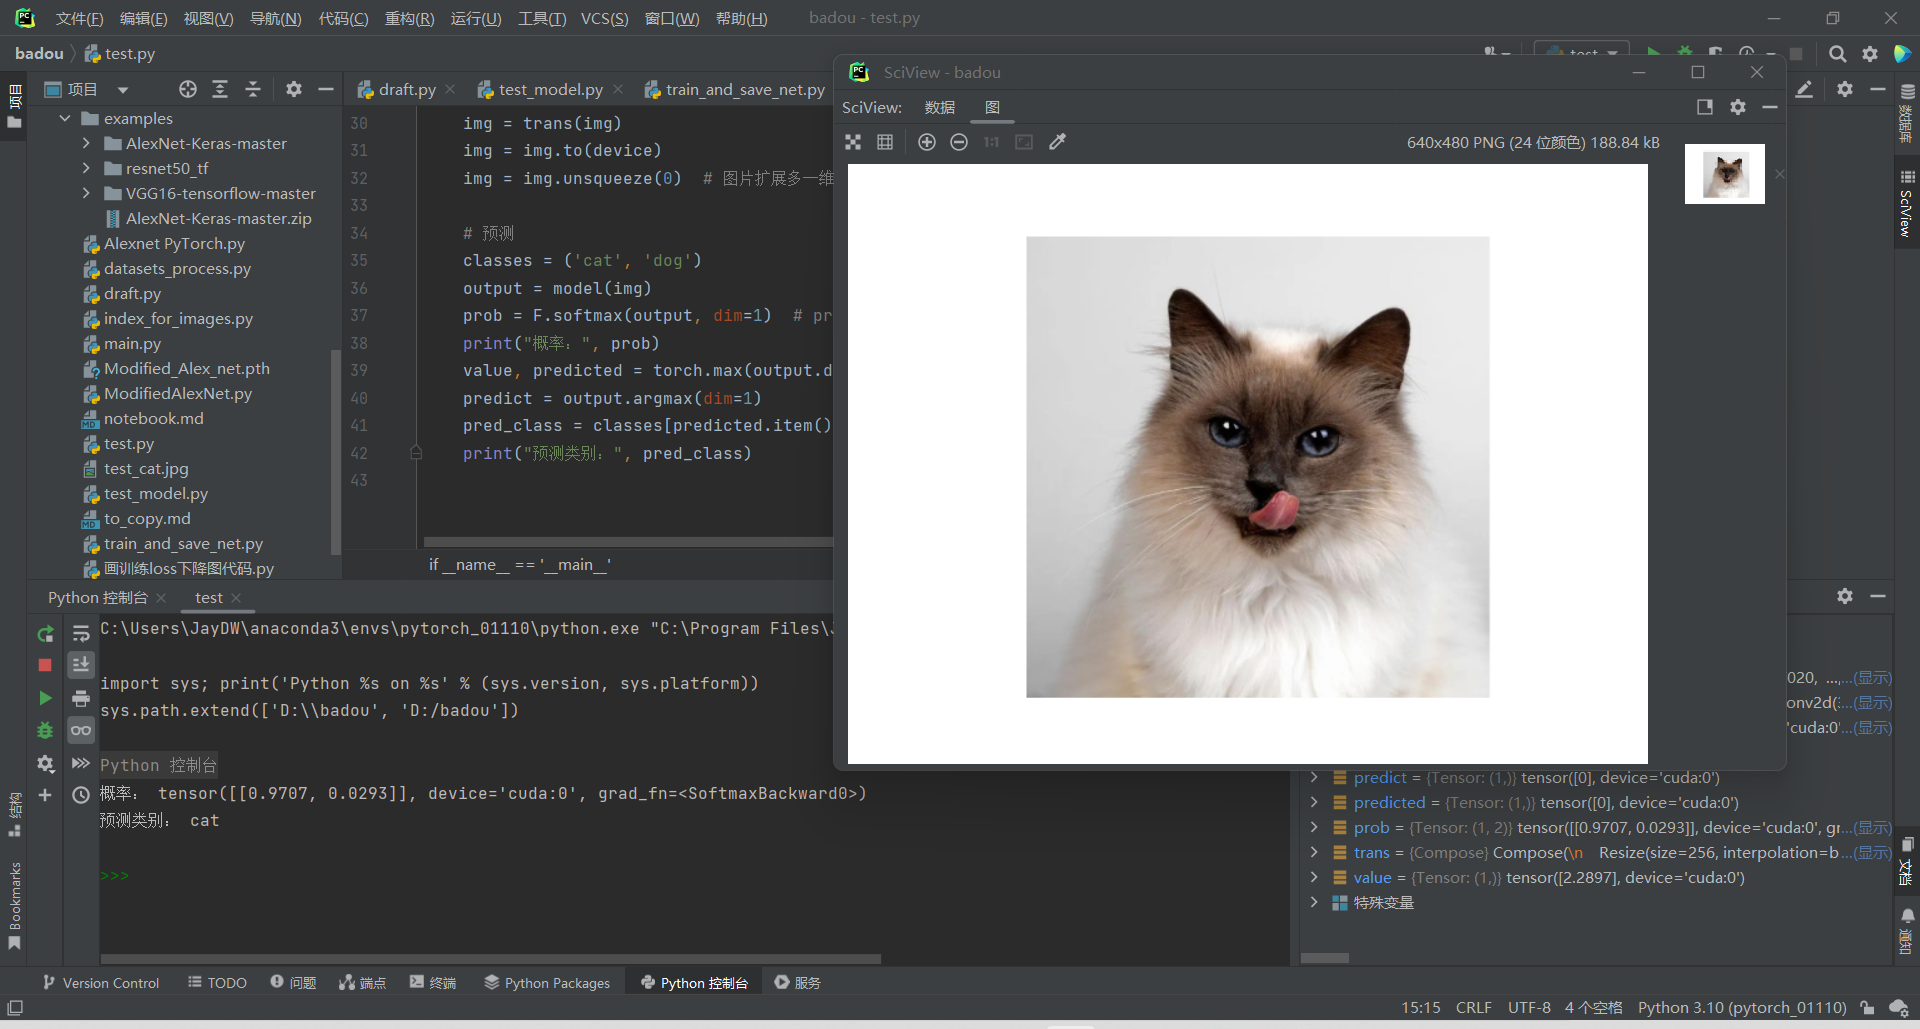 文件(F) 编辑(E) 视图(V) 导航(N) 代码(C) 重构(R) 运行(U) 工具(T) VCS(S) 窗口(W) 帮助(H) badou - test.py
badou test.py
test
项目
draft.py test_model.py train_and_save_net.py
examples
AlexNet-Keras-master
resnet50_tf
VGG16-tensorflow-master
AlexNet-Keras-master.zip
Alexnet PyTorch.py
datasets_process.py
draft.py
index_for_images.py
main.py
Modified_Alex_net.pth
ModifiedAlexNet.py
notebook.md
test.py
test_cat.jpg
test_model.py
to_copy.md
train_and_save_net.py
画训练loss下降图代码.py
30 img = trans(img)
31 img = img.to(device)
32 img = img.unsqueeze(0) # 图片扩展多一维
33
34 # 预测
35 classes = ('cat', 'dog')
36 output = model(img)
37 prob = F.softmax(output, dim=1) # pr
38 print("概率：", prob)
39 value, predicted = torch.max(output.d
40 predict = output.argmax(dim=1)
41 pred_class = classes[predicted.item()
42 print("预测类别：", pred_class)
43
if __name__ == '__main__'
SciView - badou
SciView: 数据 图
1:1
640x480 PNG (24 位颜色) 188.84 kB
项目
结构
Bookmarks
数据库
SciView
文档
通知
Python 控制台 test
C:\Users\JayDW\anaconda3\envs\pytorch_01110\python.exe "C:\Program Files\J
import sys; print('Python %s on %s' % (sys.version, sys.platform))
sys.path.extend(['D:\\badou', 'D:/badou'])
Python 控制台
概率： tensor([[0.9707, 0.0293]], device='cuda:0', grad_fn=<SoftmaxBackward0>)
预测类别： cat
>>>
020, ...,...(显示)
onv2d(3...(显示)
'cuda:0'...(显示)
predict = {Tensor: (1,)} tensor([0], device='cuda:0')
predicted = {Tensor: (1,)} tensor([0], device='cuda:0')
prob = {Tensor: (1, 2)} tensor([[0.9707, 0.0293]], device='cuda:0', gr...(显示)
trans = {Compose} Compose(\n Resize(size=256, interpolation=b...(显示)
value = {Tensor: (1,)} tensor([2.2897], device='cuda:0')
特殊变量
Version Control TODO 问题 端点 终端 Python Packages Python 控制台 服务
15:15 CRLF UTF-8 4 个空格 Python 3.10 (pytorch_01110)